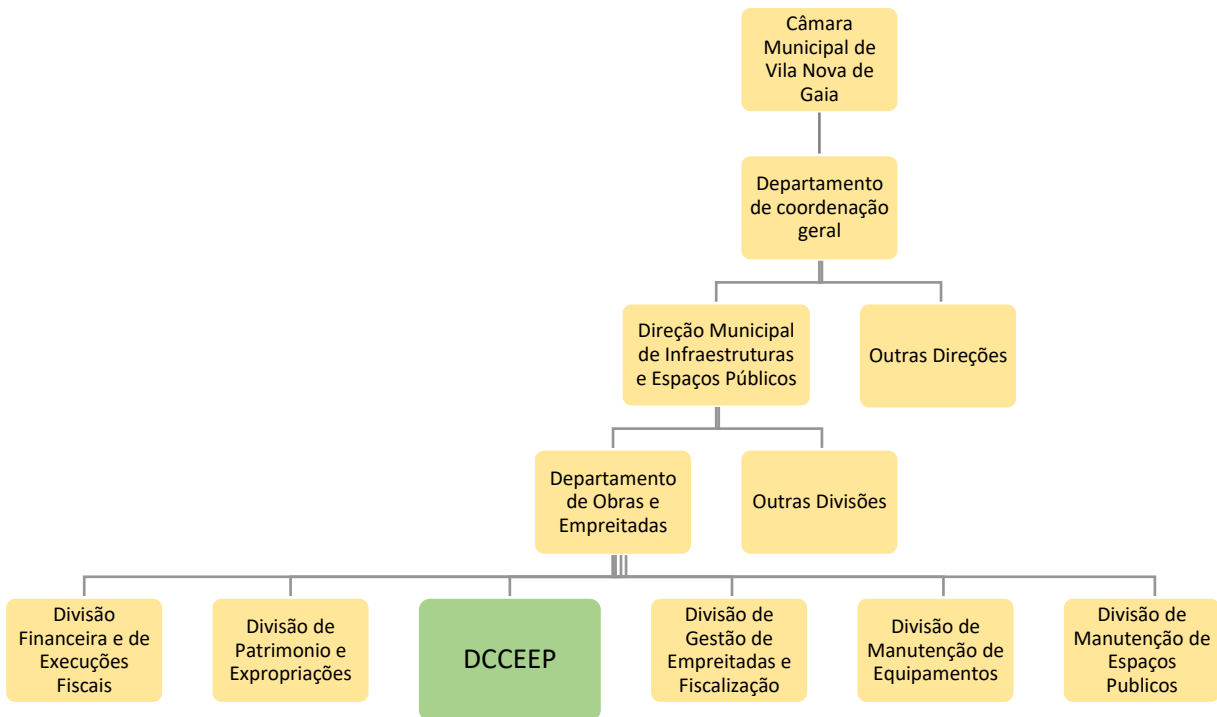 Câmara
Municipal de
Vila Nova de
Gaia
Departamento
de coordenação
geral
Direção Municipal
de Infraestruturas
e Espaços Públicos
Outras Direções
Departamento
de Obras e
Empreitadas
Outras Divisões
Divisão
Financeira e de
Execuções
Fiscais
Divisão de
Patrimonio e
Expropriações
DCCEEP
Divisão de
Gestão de
Empreitadas e
Fiscalização
Divisão de
Manutenção de
Equipamentos
Divisão de
Manutenção de
Espaços
Publicos